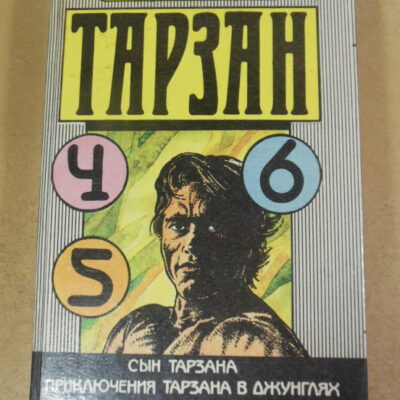 ТАРЗАН
4
6
5
СЫН ТАРЗАНА
ПРИКЛЮЧЕНИЯ ТАРЗАНА В ДЖУНГЛЯХ